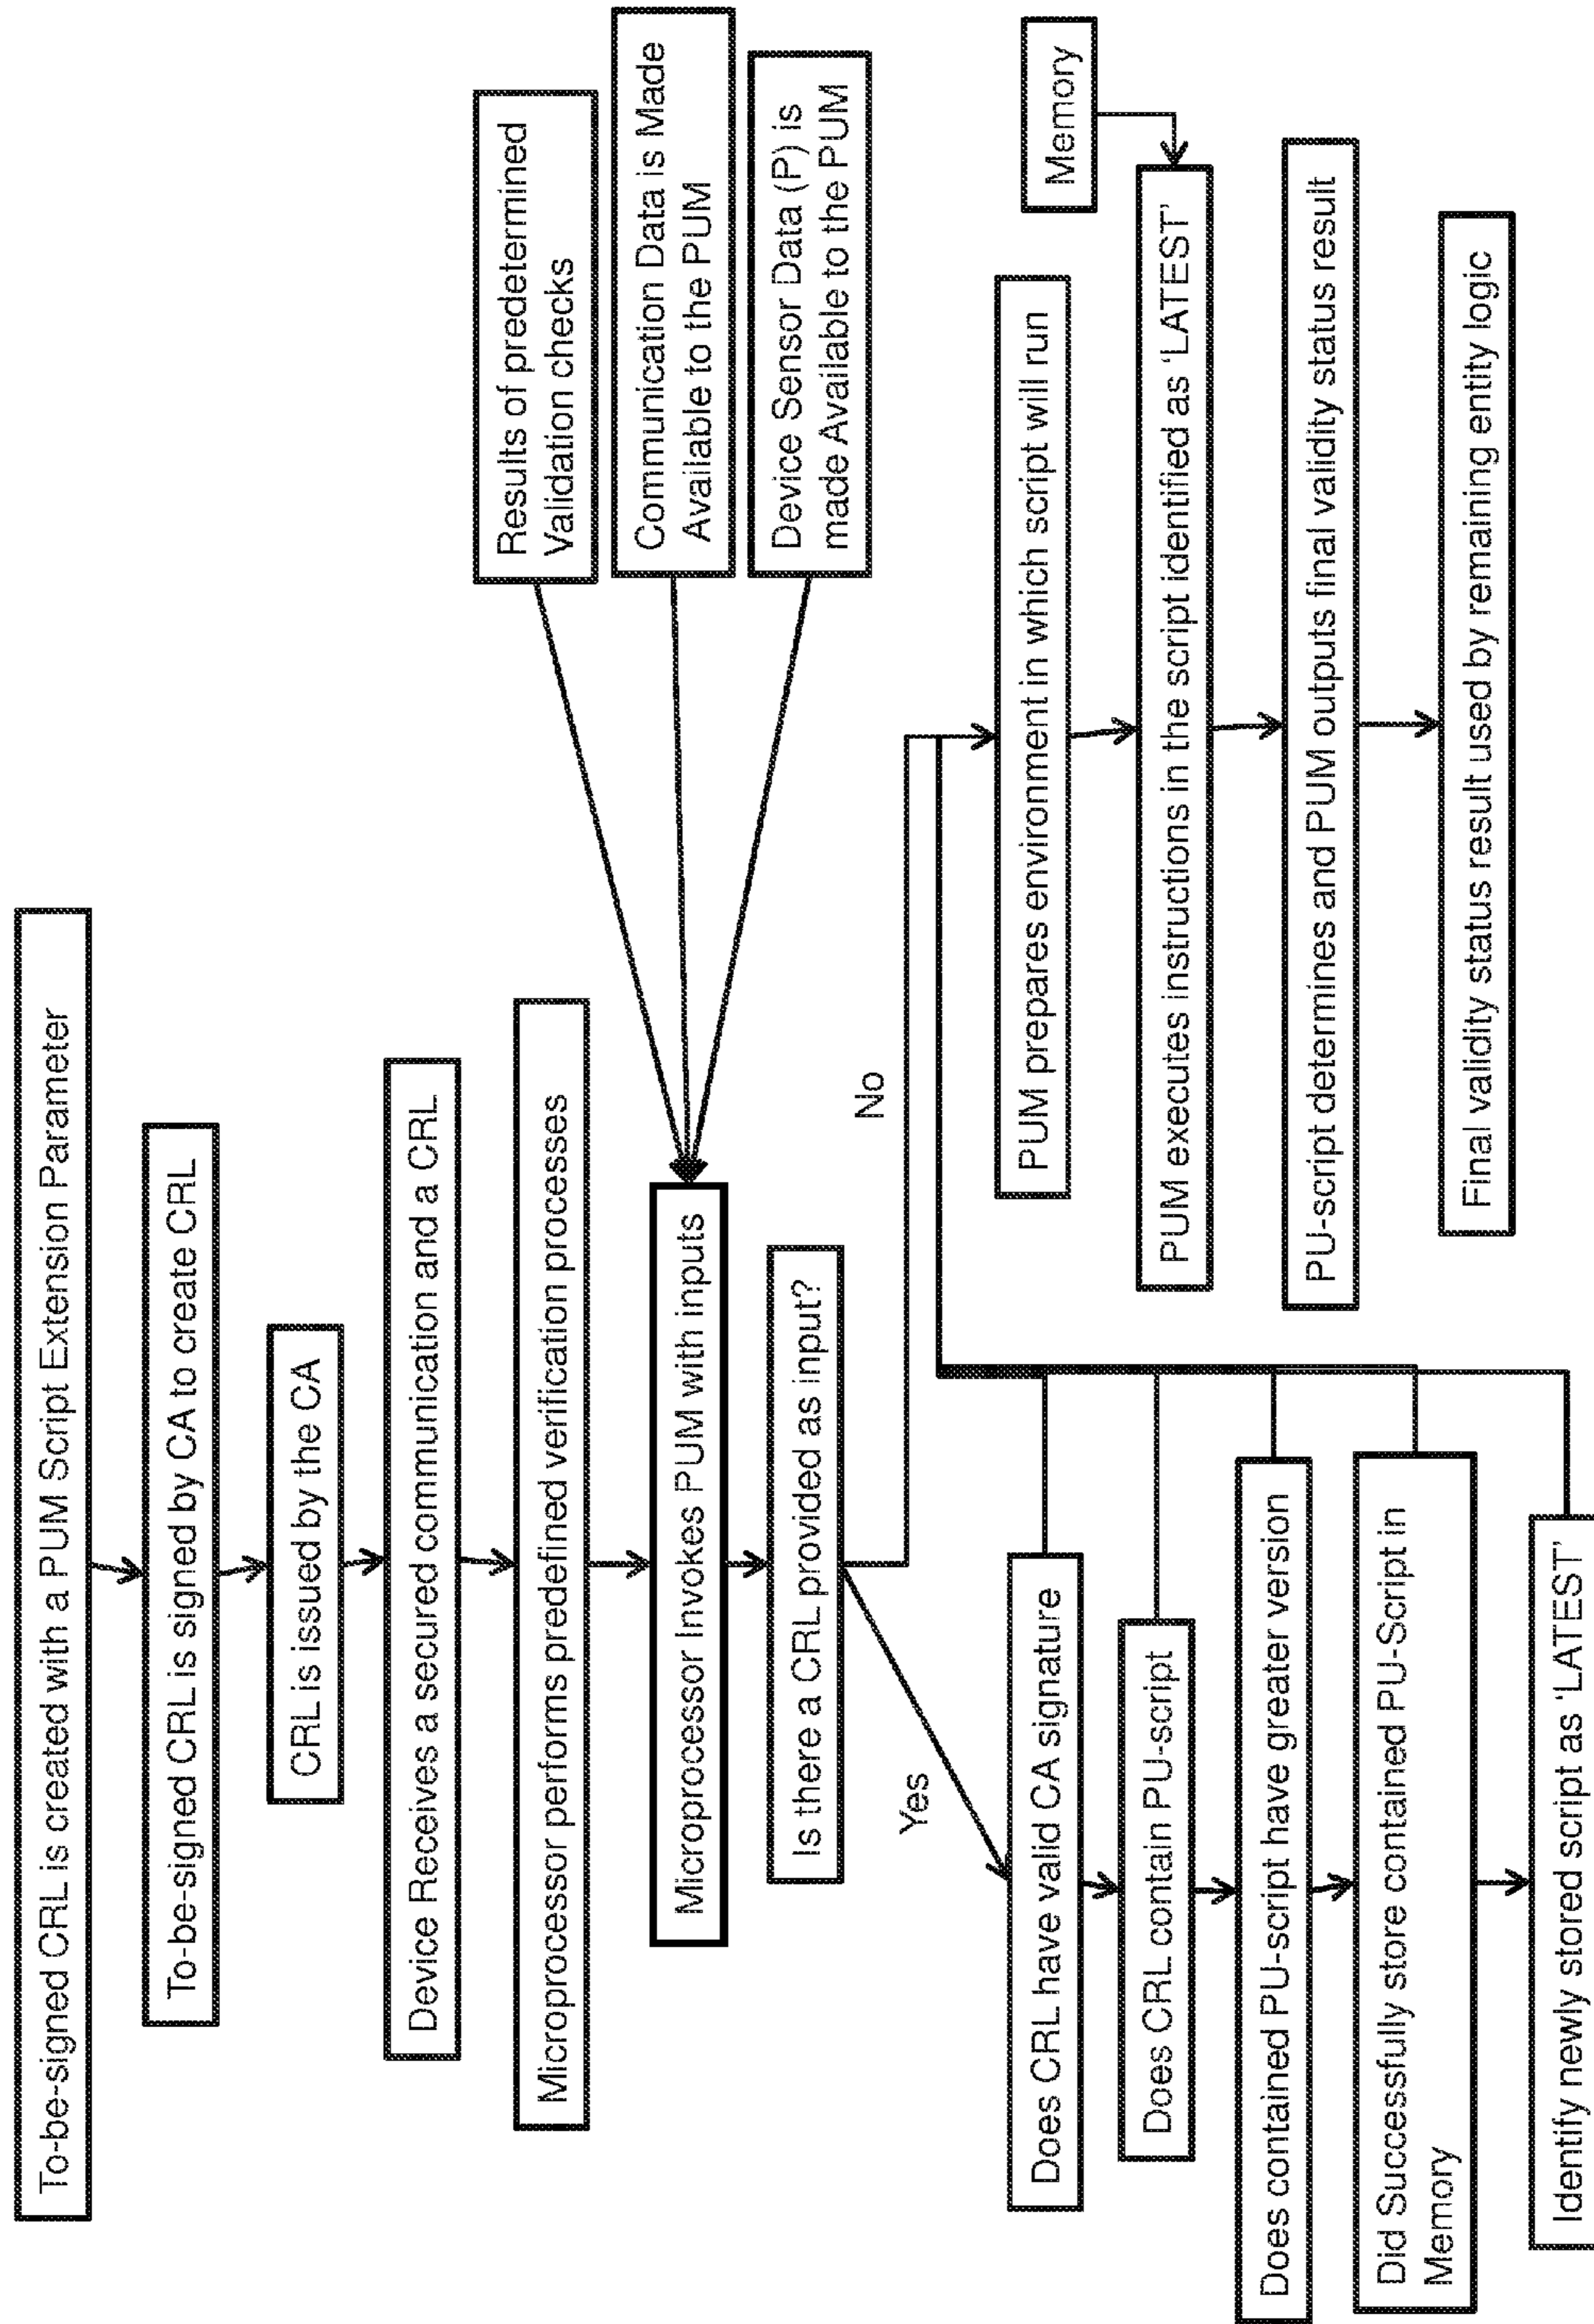 To-be-signed CRL is created with a PUM Script Extension Parameter
To-be-signed CRL is signed by CA to create CRL
CRL is issued by the CA
Device Receives a secured communication and a CRL
Microprocessor performs predefined verification processes
Results of predetermined
Validation checks
Communication Data is Made
Available to the PUM
Device Sensor Data (P) is
made Available to the PUM
Microprocessor Invokes PUM with inputs
Is there a CRL provided as input?
Yes
No
Does CRL have valid CA signature
Does CRL contain PU-script
Does contained PU-script have greater version
Did Successfully store contained PU-Script in
Memory
Identify newly stored script as 'LATEST'
PUM prepares environment in which script will run
Memory
PUM executes instructions in the script identified as 'LATEST'
PU-script determines and PUM outputs final validity status result
Final validity status result used by remaining entity logic